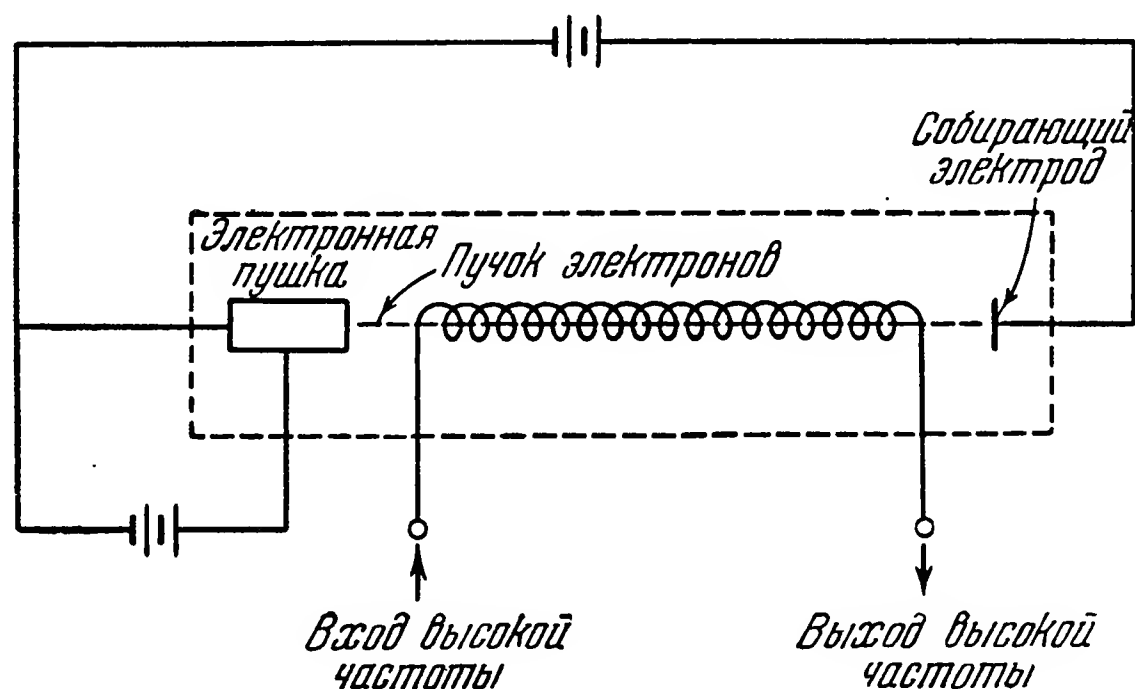 Собирающий
электрод
Электронная
пушка
Пучок электронов
Вход высокой
частоты
Выход высокой
частоты